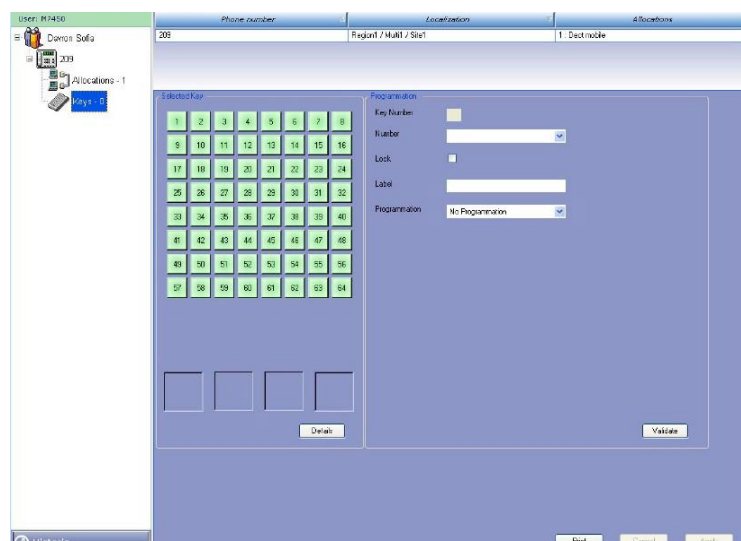 User: M7450
Phone number
Localization
Allocations
Devron Sofia
209
Region1 / Multi1 / Site1
1 : Dect mobile
209
Allocations - 1
Keys - 0
Selected Key
Programmation
1 2 3 4 5 6 7 8
9 10 11 12 13 14 15 16
17 18 19 20 21 22 23 24
25 26 27 28 29 30 31 32
33 34 35 36 37 38 39 40
41 42 43 44 45 46 47 48
49 50 51 52 53 54 55 56
57 58 59 60 61 62 63 64
Key Number
Number
Lock
Label
Programmation
No Programmation
Details
Validate
Print
Cancel